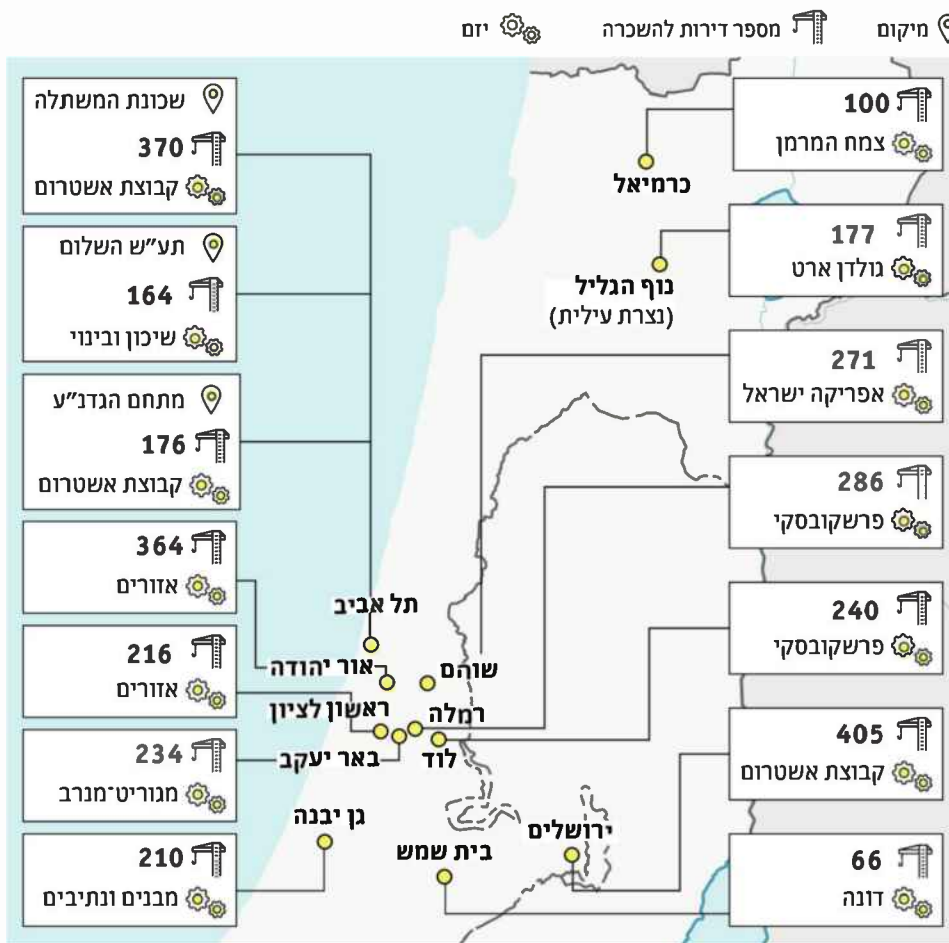 מיקום
מספר דירות להשכרה
יזם
100
צמח המרמן
כרמיאל
177
גולדן ארט
נוף הגליל
(נצרת עילית)
271
אפריקה ישראל
שוהם
286
פרשקובסקי
רמלה
240
פרשקובסקי
לוד
405
קבוצת אשטרום
ירושלים
66
דונה
בית שמש
שכונת המשתלה
370
קבוצת אשטרום
תע״ש השלום
164
שיכון ובינוי
מתחם הגדנ״ע
176
קבוצת אשטרום
תל אביב
364
אזורים
אור יהודה
216
אזורים
ראשון לציון
234
מגוריט־מנרב
באר יעקב
210
מבנים ונתיבים
גן יבנה